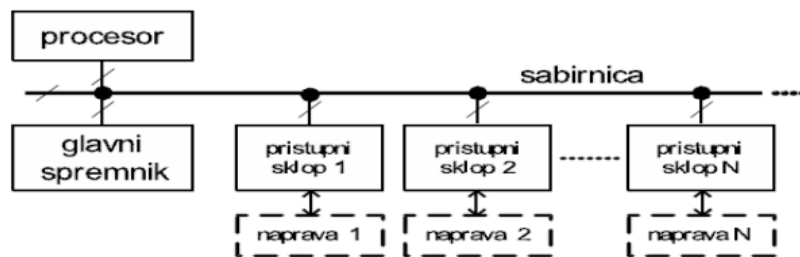 procesor
sabirnica
glavni
spremnik
pristupni
sklop 1
pristupni
sklop 2
pristupni
sklop N
naprava 1
naprava 2
naprava N